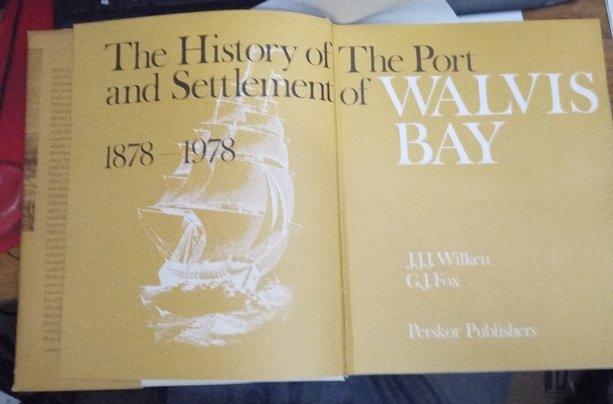 The History of The Port
and Settlement of WALVIS
BAY
1878-1978
J.J.J. Wilken
G.J. Fox
Perskor Publishers